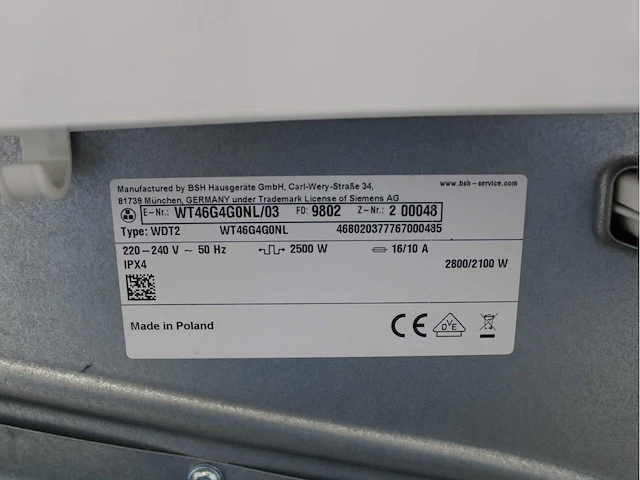 Manufactured by BSH Hausgeräte GmbH, Carl-Wery-Straße 34, www.bsh-service.com
81739 München, GERMANY under Trademark License of Siemens AG
E-Nr.: WT46G4G0NL/03 FD: 9802 Z-Nr.: 2 00048
Type: WDT2 WT46G4G0NL 468020377767000485
220-240 V ~ 50 Hz 2500 W 16/10 A
IPX4 2800/2100 W
Made in Poland CE OVE